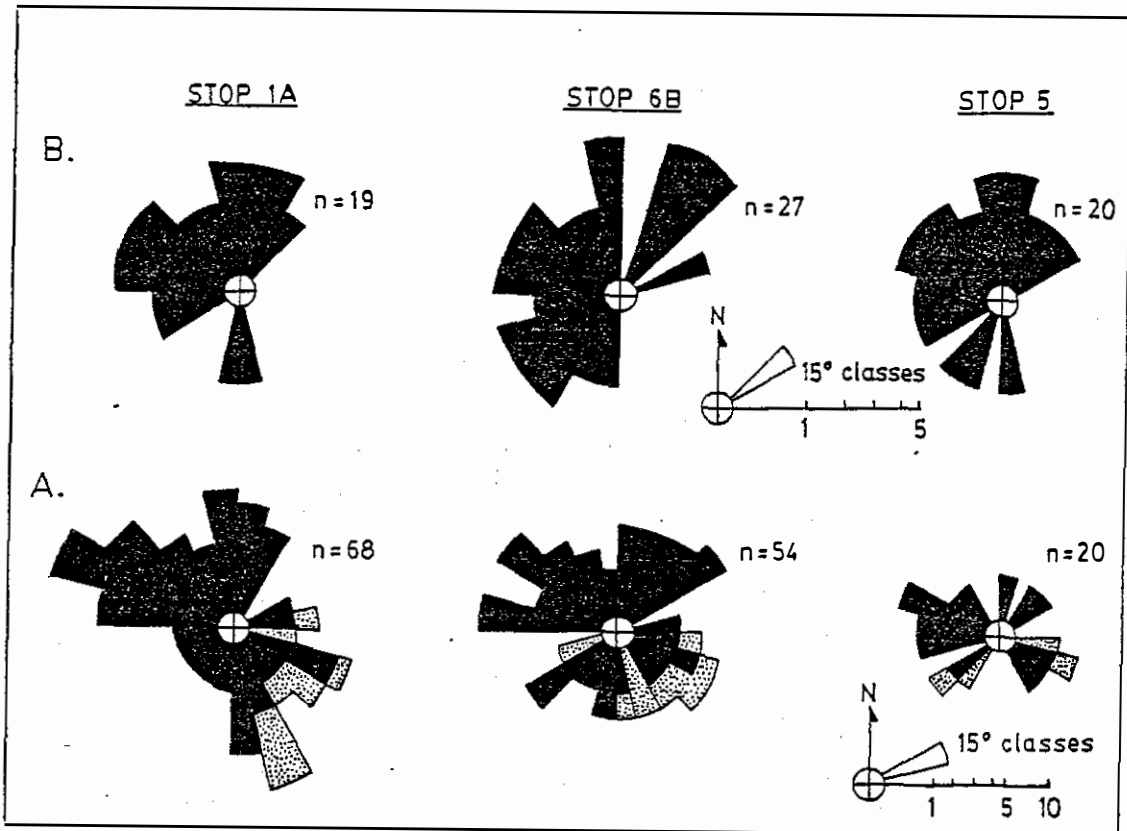 STOP 1A
STOP 6B
STOP 5
B.
n=19
n=27
n=20
N
15° classes
1 5
A.
n=68
n=54
n=20
N
15° classes
1 5 10